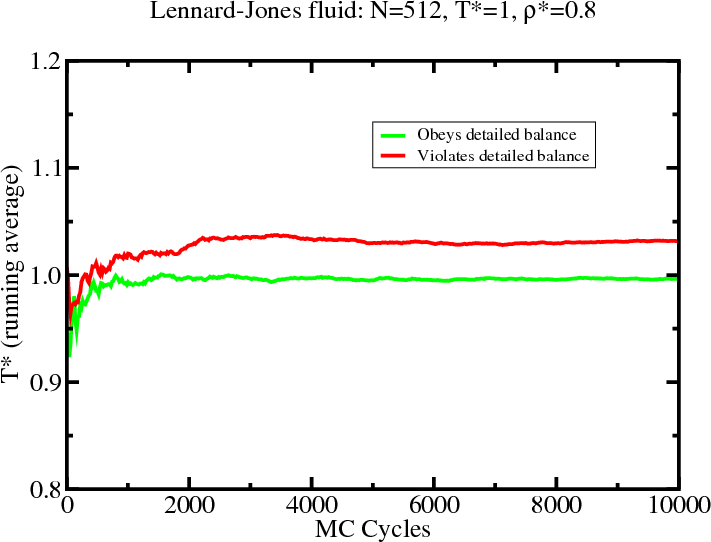 Lennard-Jones fluid: N=512, T*=1, ρ*=0.8
T* (running average)
1.2
1.1
1.0
0.9
0.8
Obeys detailed balance
Violates detailed balance
0 2000 4000 6000 8000 10000
MC Cycles